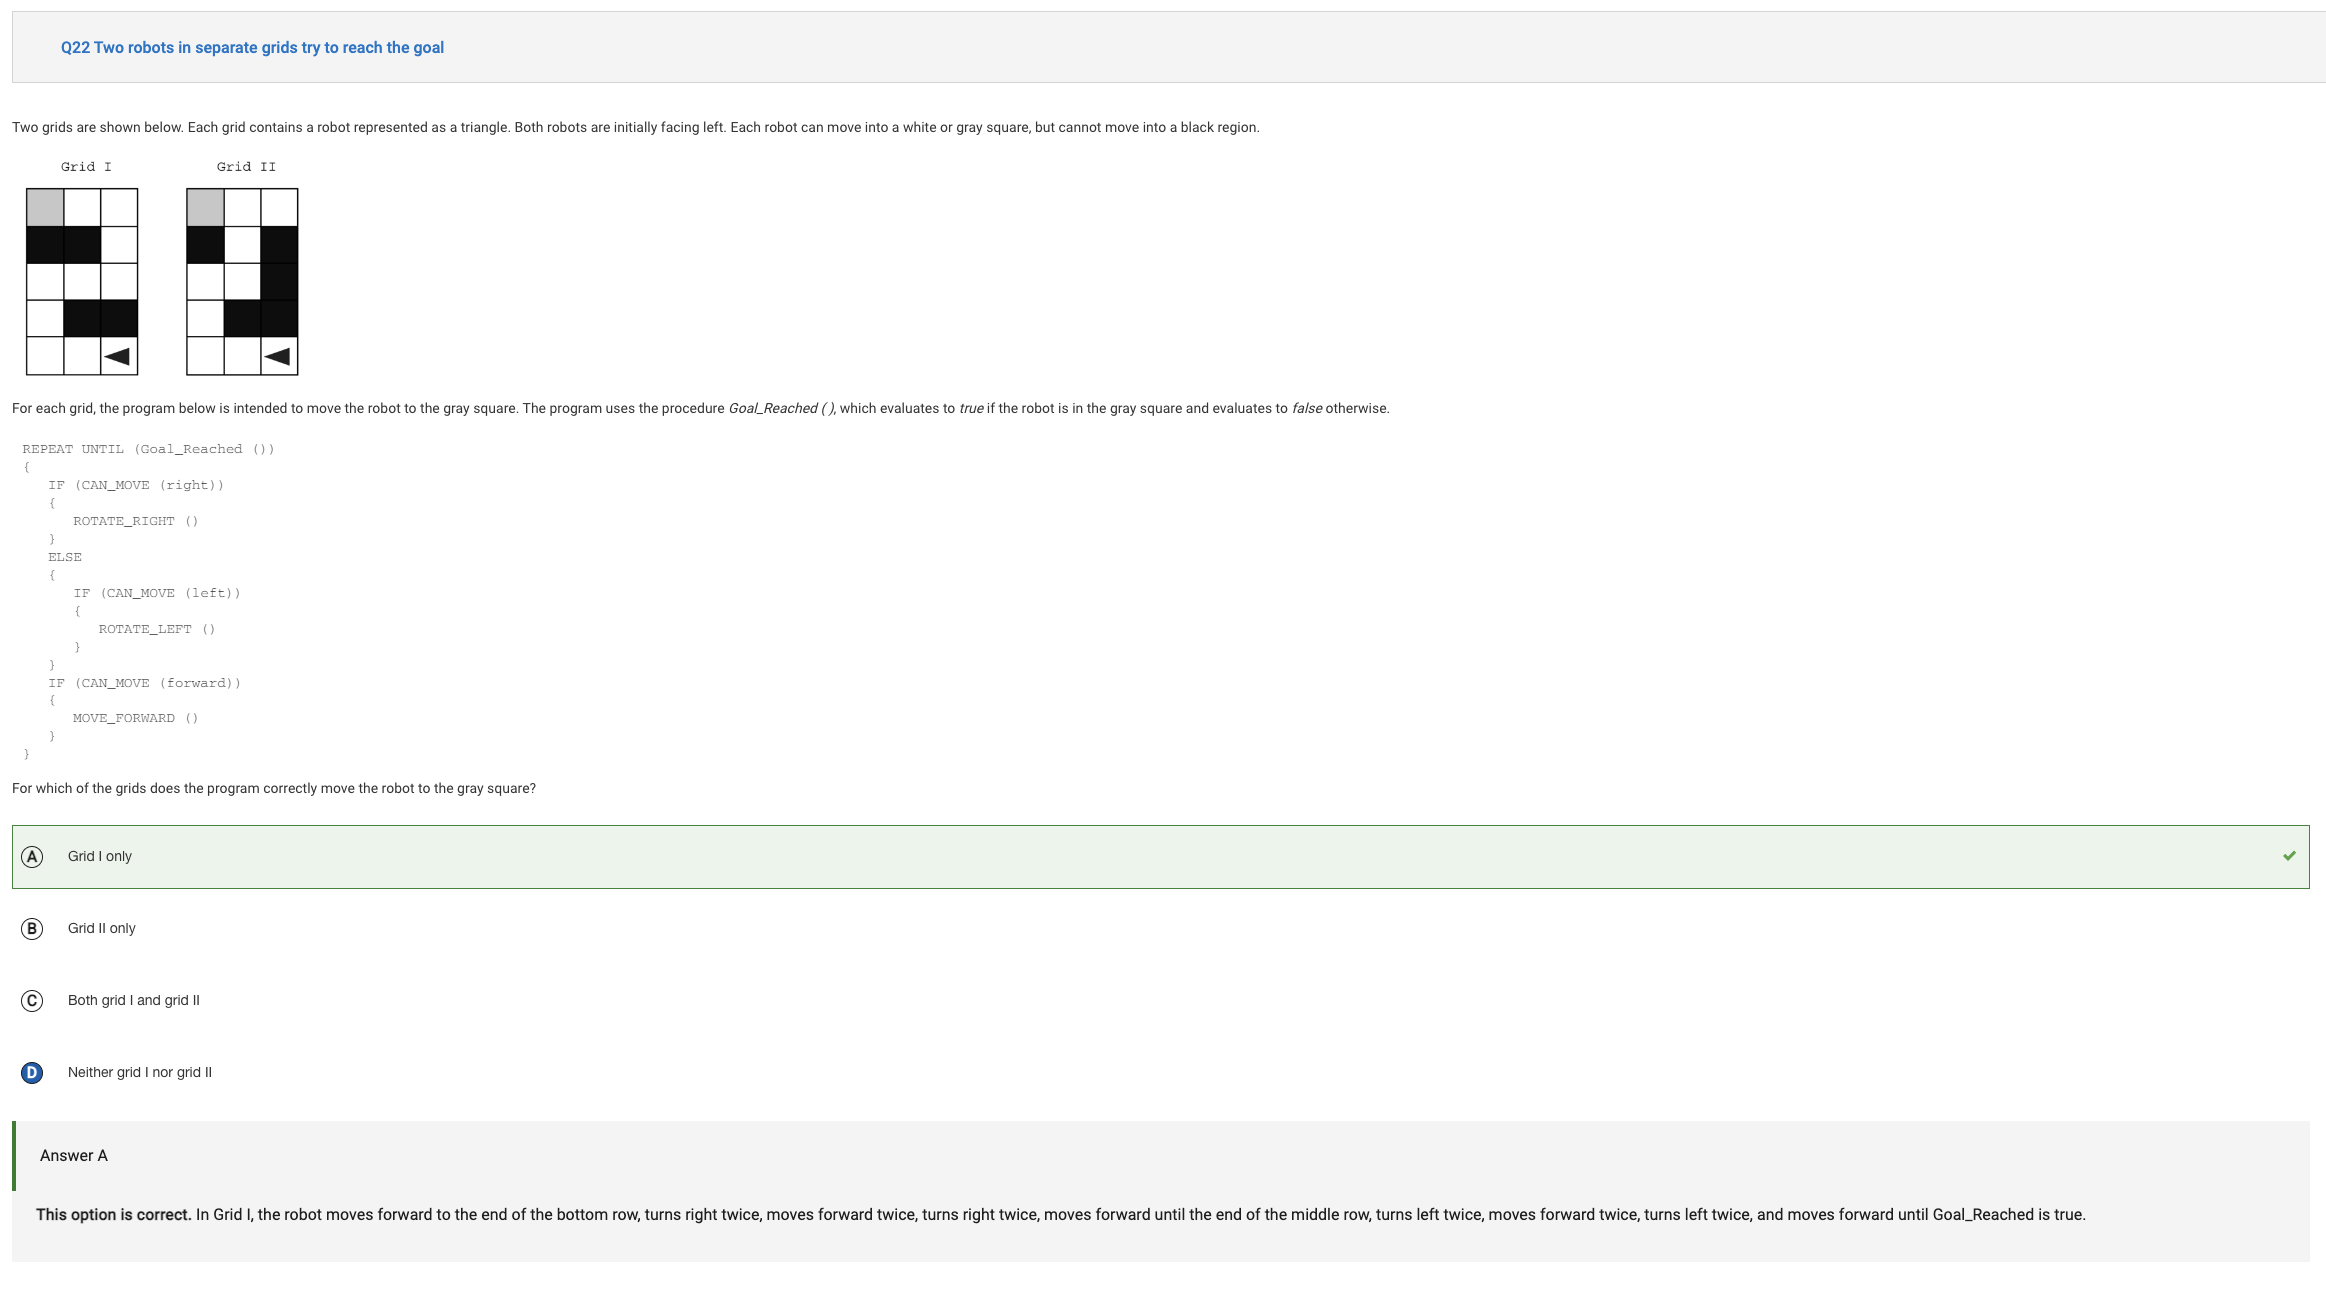 Q22 Two robots in separate grids try to reach the goal
Two grids are shown below. Each grid contains a robot represented as a triangle. Both robots are initially facing left. Each robot can move into a white or gray square, but cannot move into a black region.
Grid I Grid II
For each grid, the program below is intended to move the robot to the gray square. The program uses the procedure Goal_Reached ( ), which evaluates to true if the robot is in the gray square and evaluates to false otherwise.
REPEAT UNTIL (Goal_Reached ())
{
IF (CAN_MOVE (right))
{
ROTATE_RIGHT ()
}
ELSE
{
IF (CAN_MOVE (left))
{
ROTATE_LEFT ()
}
}
IF (CAN_MOVE (forward))
{
MOVE_FORWARD ()
}
}
For which of the grids does the program correctly move the robot to the gray square?
A Grid I only
B Grid II only
C Both grid I and grid II
D Neither grid I nor grid II
Answer A
This option is correct. In Grid I, the robot moves forward to the end of the bottom row, turns right twice, moves forward twice, turns right twice, moves forward until the end of the middle row, turns left twice, moves forward twice, turns left twice, and moves forward until Goal_Reached is true.